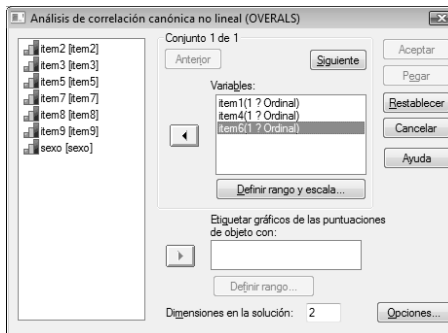 Análisis de correlación canónica no lineal (OVERALS)
item2 [item2]
item3 [item3]
item5 [item5]
item7 [item7]
item8 [item8]
item9 [item9]
sexo [sexo]
Conjunto 1 de 1
Anterior
Siguiente
Variables:
item1(1 ? Ordinal)
item4(1 ? Ordinal)
item6(1 ? Ordinal)
Definir rango y escala...
Etiquetar gráficos de las puntuaciones
de objeto con:
Definir rango...
Dimensiones en la solución:
2
Aceptar
Pegar
Restablecer
Cancelar
Ayuda
Opciones...